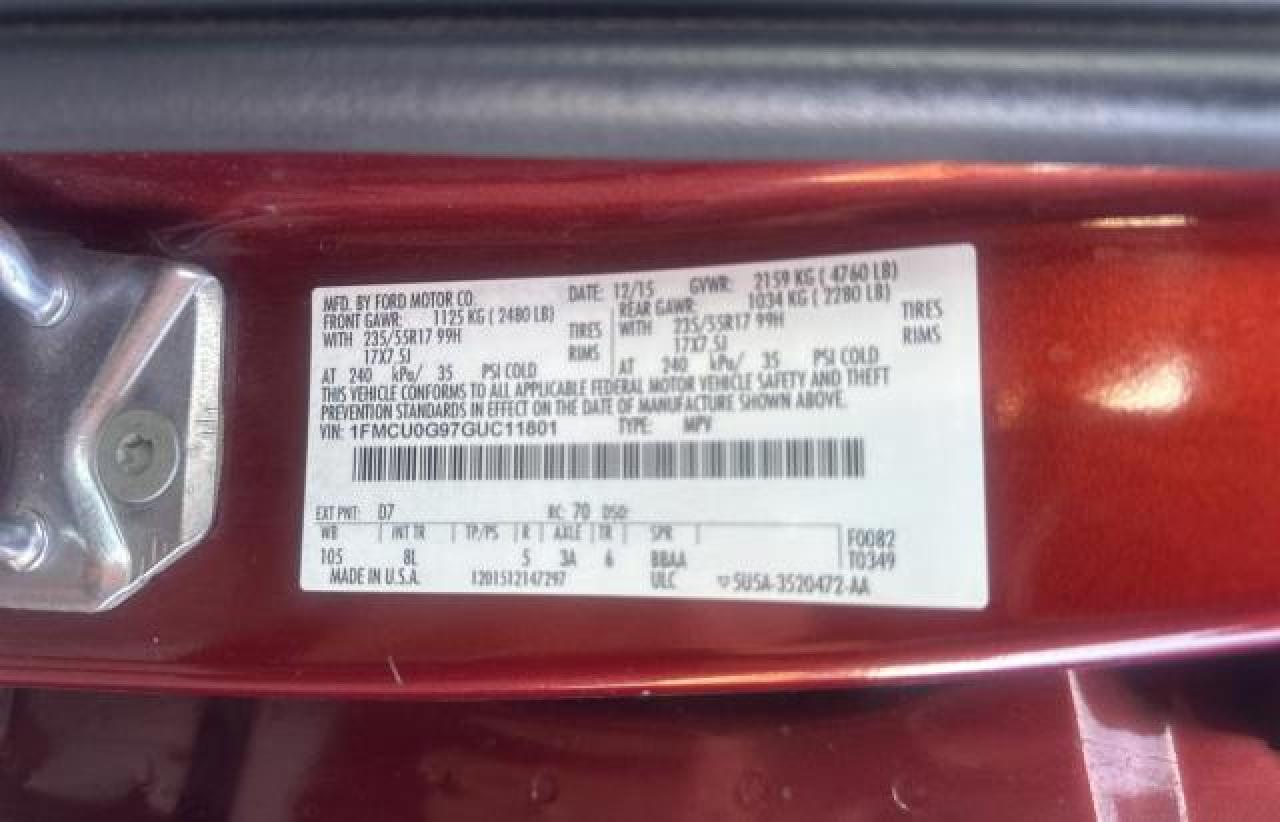 MFD. BY FORD MOTOR CO. DATE: 12/15 GVWR: 2159 KG ( 4760 LB)
FRONT GAWR: 1125 KG ( 2480 LB) REAR GAWR: 1034 KG ( 2280 LB)
WITH 235/55R17 99H TIRES WITH 235/55R17 99H TIRES
17X7.5J RIMS 17X7.5J RIMS
AT 240 kPa/ 35 PSI COLD AT 240 kPa/ 35 PSI COLD
THIS VEHICLE CONFORMS TO ALL APPLICABLE FEDERAL MOTOR VEHICLE SAFETY AND THEFT
PREVENTION STANDARDS IN EFFECT ON THE DATE OF MANUFACTURE SHOWN ABOVE.
VIN: 1FMCU0G97GUC11801 TYPE: MPV
EXT PNT: D7 RC: 70 DSO:
WB INT TR TP/PS R AXLE TR SPR F0082
105 8L 5 3A 6 BBAA T0349
MADE IN U.S.A. 1201512147297 ULC 5U5A-3520472-AA